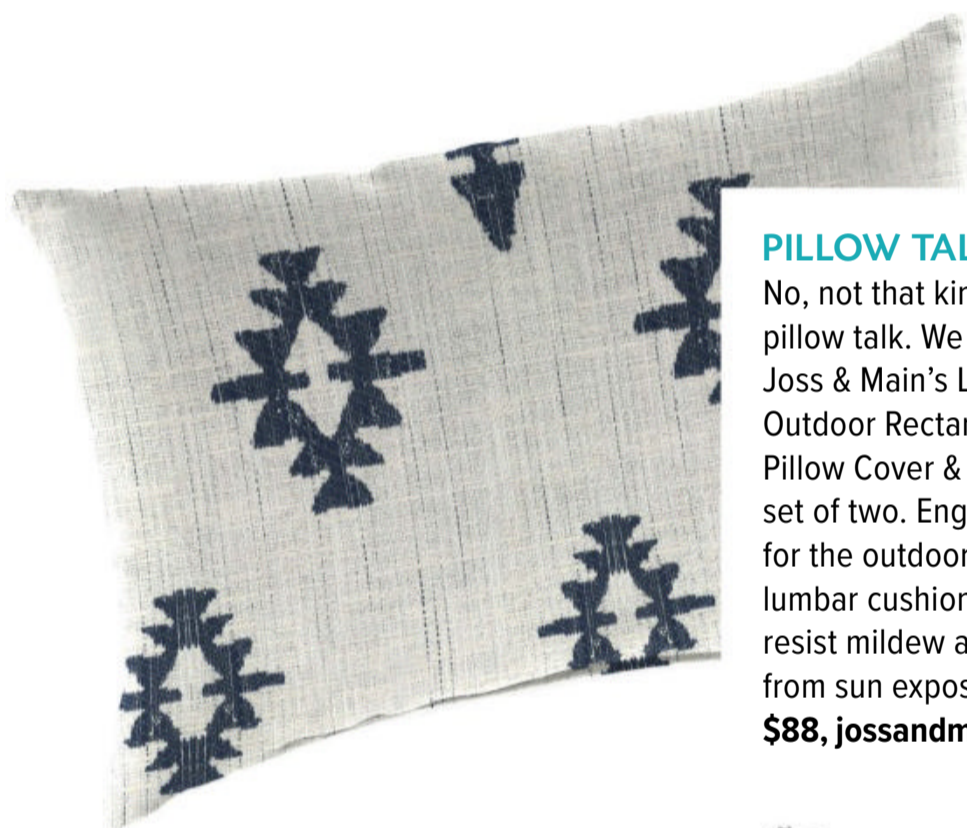 PILLOW TAL
No, not that kin
pillow talk. We
Joss & Main’s L
Outdoor Rectan
Pillow Cover &
set of two. Eng
for the outdoor
lumbar cushion
resist mildew a
from sun expos
$88, jossandm